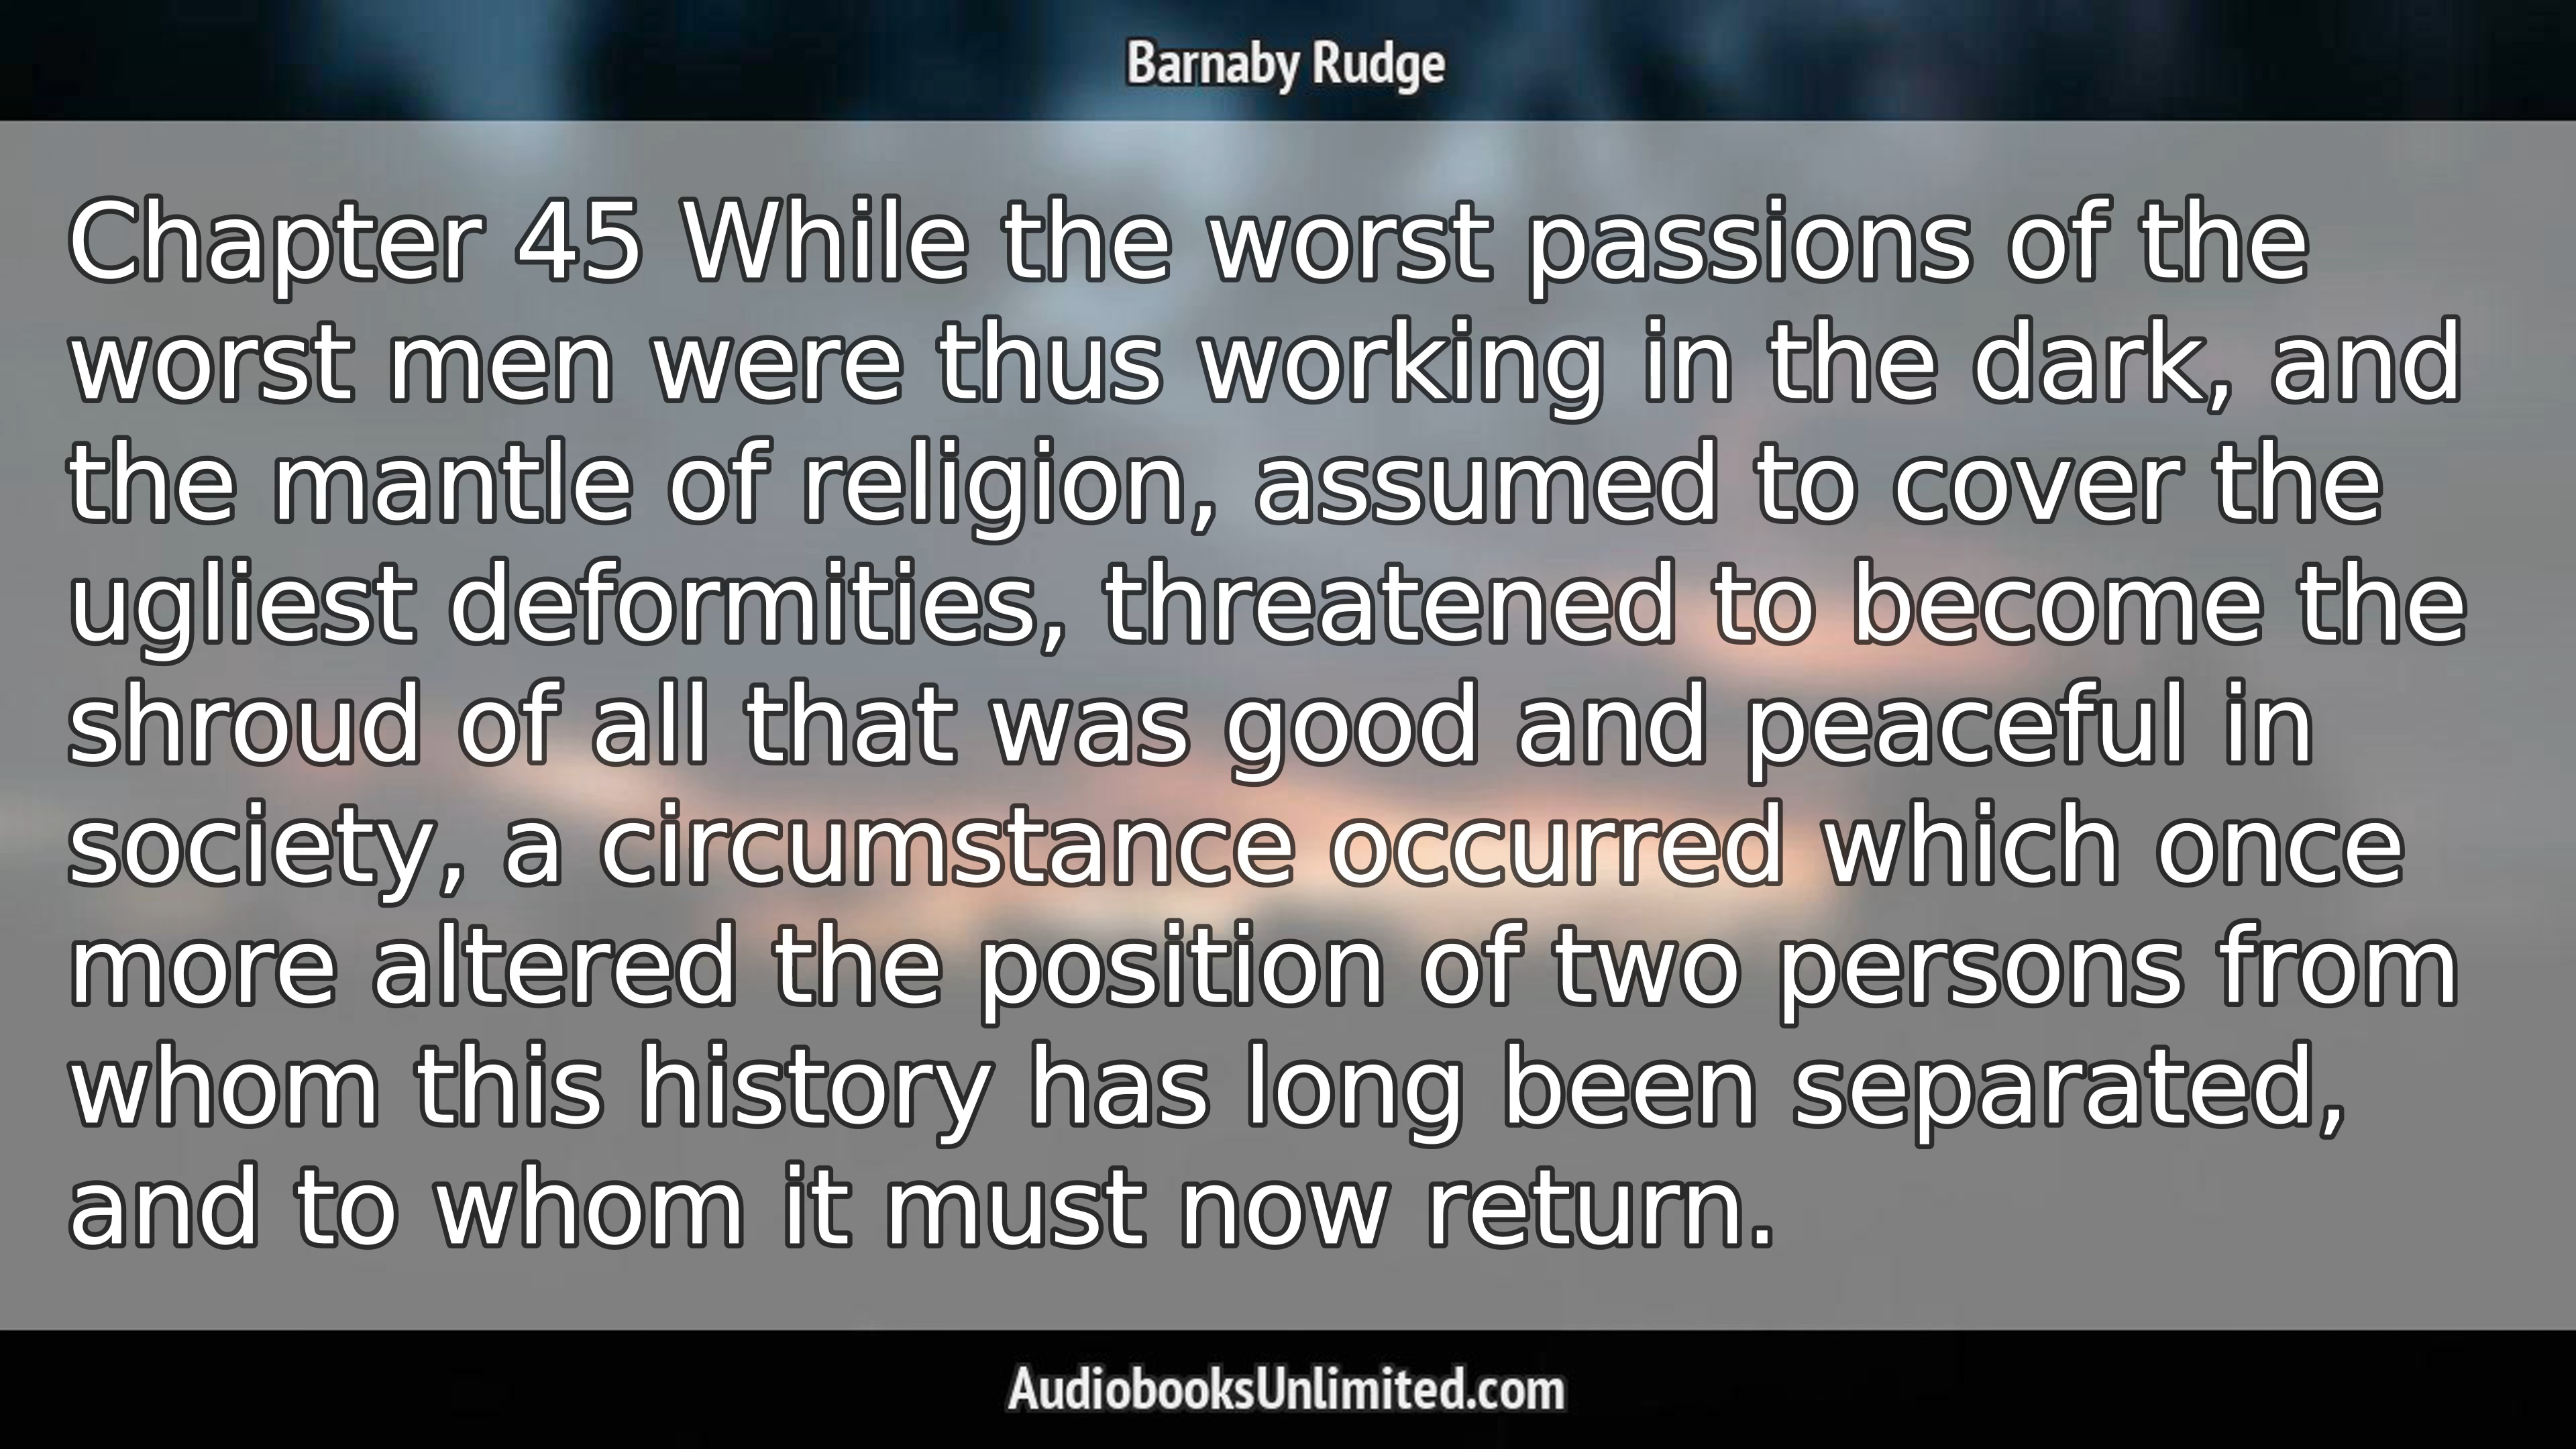 Barnaby Rudge
Chapter 45 While the worst passions of the
worst men were thus working in the dark, and
the mantle of religion, assumed to cover the
ugliest deformities, threatened to become the
shroud of all that was good and peaceful in
society, a circumstance occurred which once
more altered the position of two persons from
whom this history has long been separated,
and to whom it must now return.
AudiobooksUnlimited.com